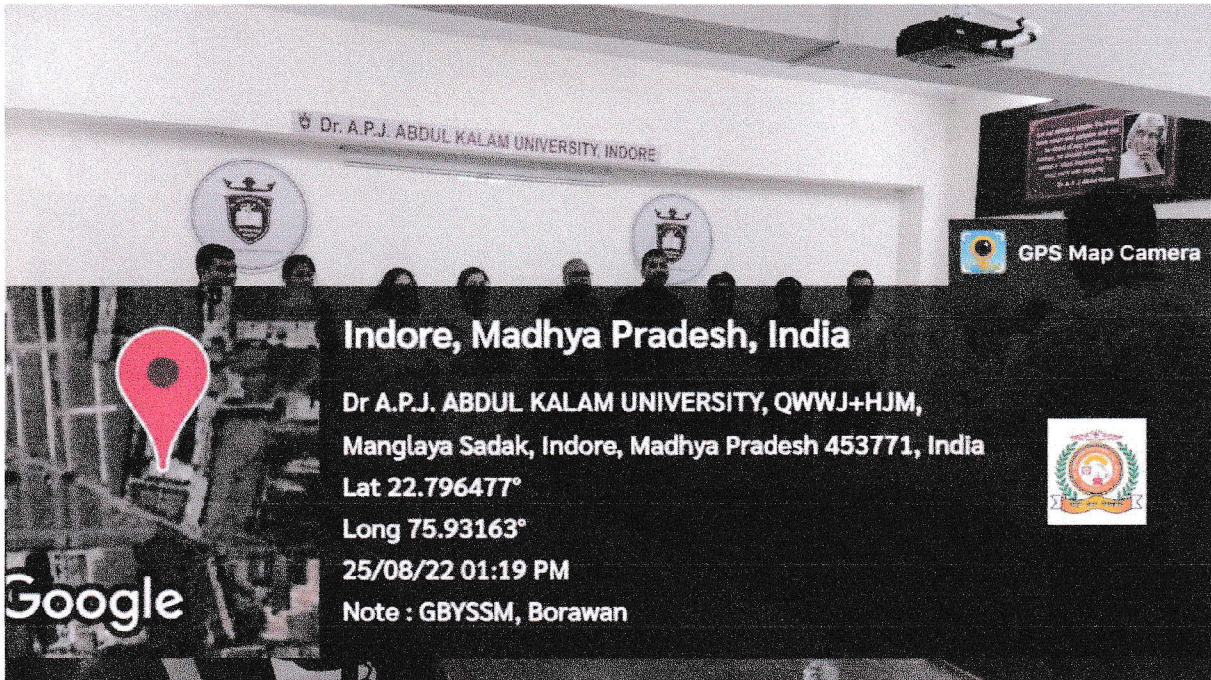 Dr. A.P.J. ABDUL KALAM UNIVERSITY, INDORE
GPS Map Camera
Indore, Madhya Pradesh, India
Dr A.P.J. ABDUL KALAM UNIVERSITY, QWWJ+HJM,
Manglaya Sadak, Indore, Madhya Pradesh 453771, India
Lat 22.796477°
Long 75.93163°
25/08/22 01:19 PM
Note : GBYSSM, Borawan
Google